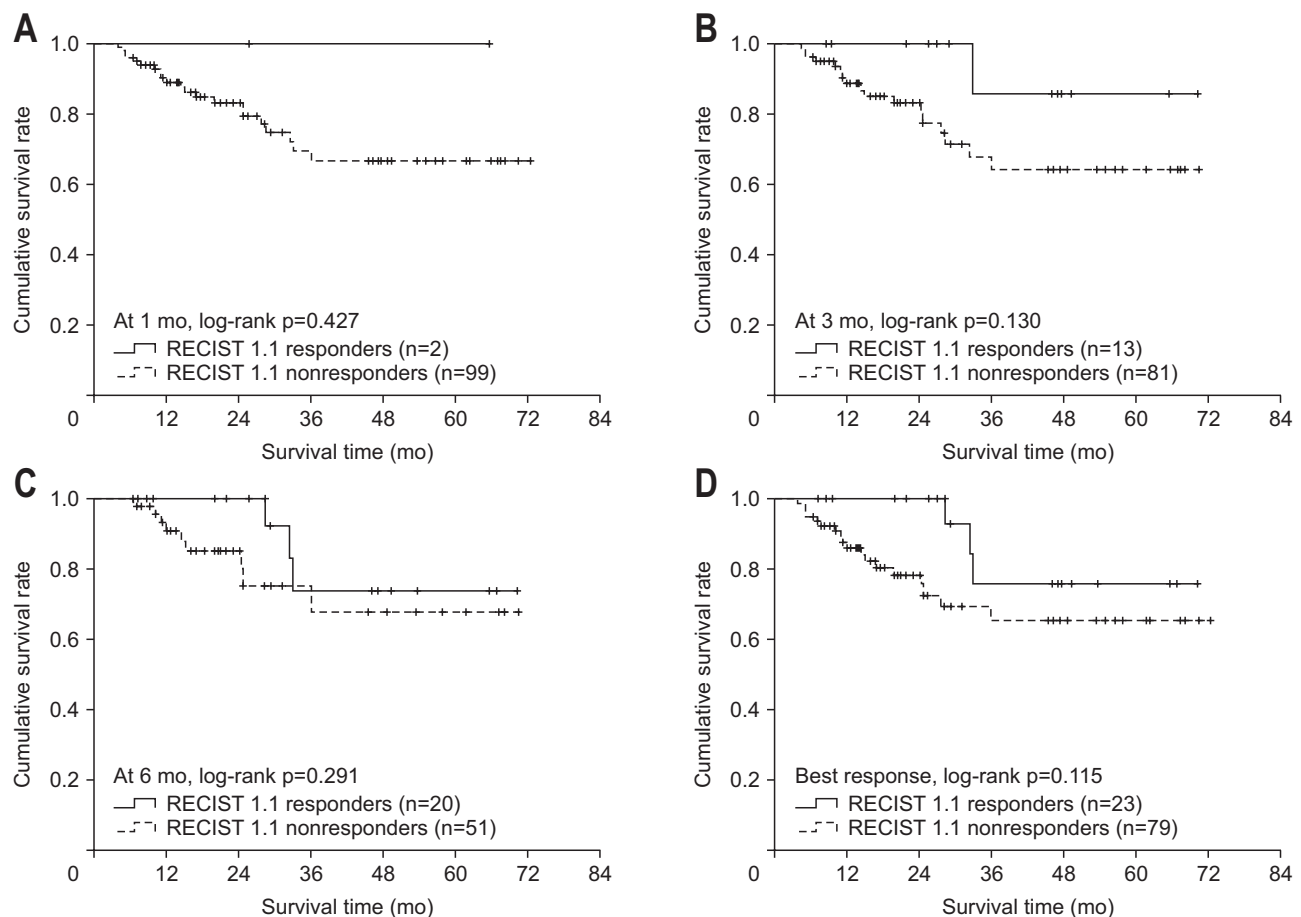 A
Cumulative survival rate
1.0
0.8
0.6
0.4
0.2
At 1 mo, log-rank p=0.427
RECIST 1.1 responders (n=2)
RECIST 1.1 nonresponders (n=99)
0 12 24 36 48 60 72 84
Survival time (mo)
B
Cumulative survival rate
1.0
0.8
0.6
0.4
0.2
At 3 mo, log-rank p=0.130
RECIST 1.1 responders (n=13)
RECIST 1.1 nonresponders (n=81)
0 12 24 36 48 60 72 84
Survival time (mo)
C
Cumulative survival rate
1.0
0.8
0.6
0.4
0.2
At 6 mo, log-rank p=0.291
RECIST 1.1 responders (n=20)
RECIST 1.1 nonresponders (n=51)
0 12 24 36 48 60 72 84
Survival time (mo)
D
Cumulative survival rate
1.0
0.8
0.6
0.4
0.2
Best response, log-rank p=0.115
RECIST 1.1 responders (n=23)
RECIST 1.1 nonresponders (n=79)
0 12 24 36 48 60 72 84
Survival time (mo)